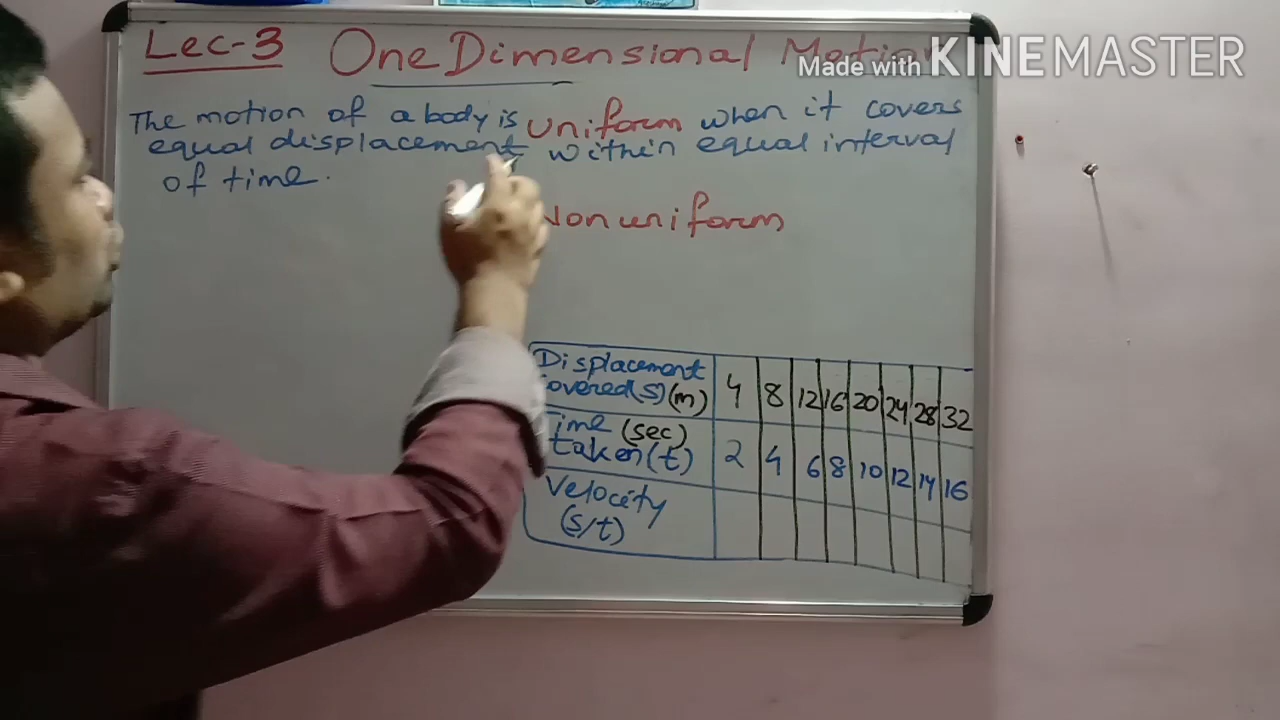 Lec-3 One Dimensional Motion
Made with KINEMASTER
The motion of a body is uniform when it covers
equal displacement within equal interval
of time.
Nonuniform
Displacement
covered(s)(m) 4 8 12 16 20 24 28 32
Time (sec)
taken(t) 2 4 6 8 10 12 14 16
Velocity
(s/t)